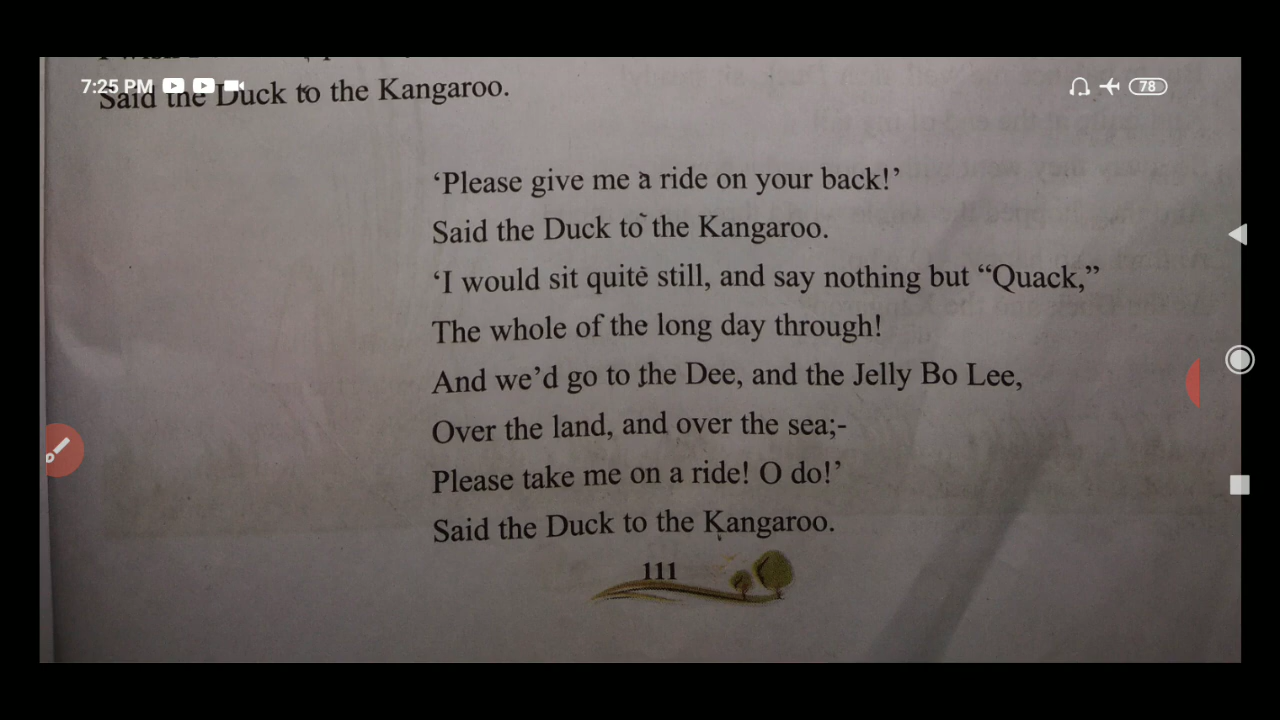 7:25 PM
78
Said the Duck to the Kangaroo.
‘Please give me a ride on your back!’
Said the Duck to the Kangaroo.
‘I would sit quite still, and say nothing but “Quack,”
The whole of the long day through!
And we’d go to the Dee, and the Jelly Bo Lee,
Over the land, and over the sea;-
Please take me on a ride! O do!’
Said the Duck to the Kangaroo.
111